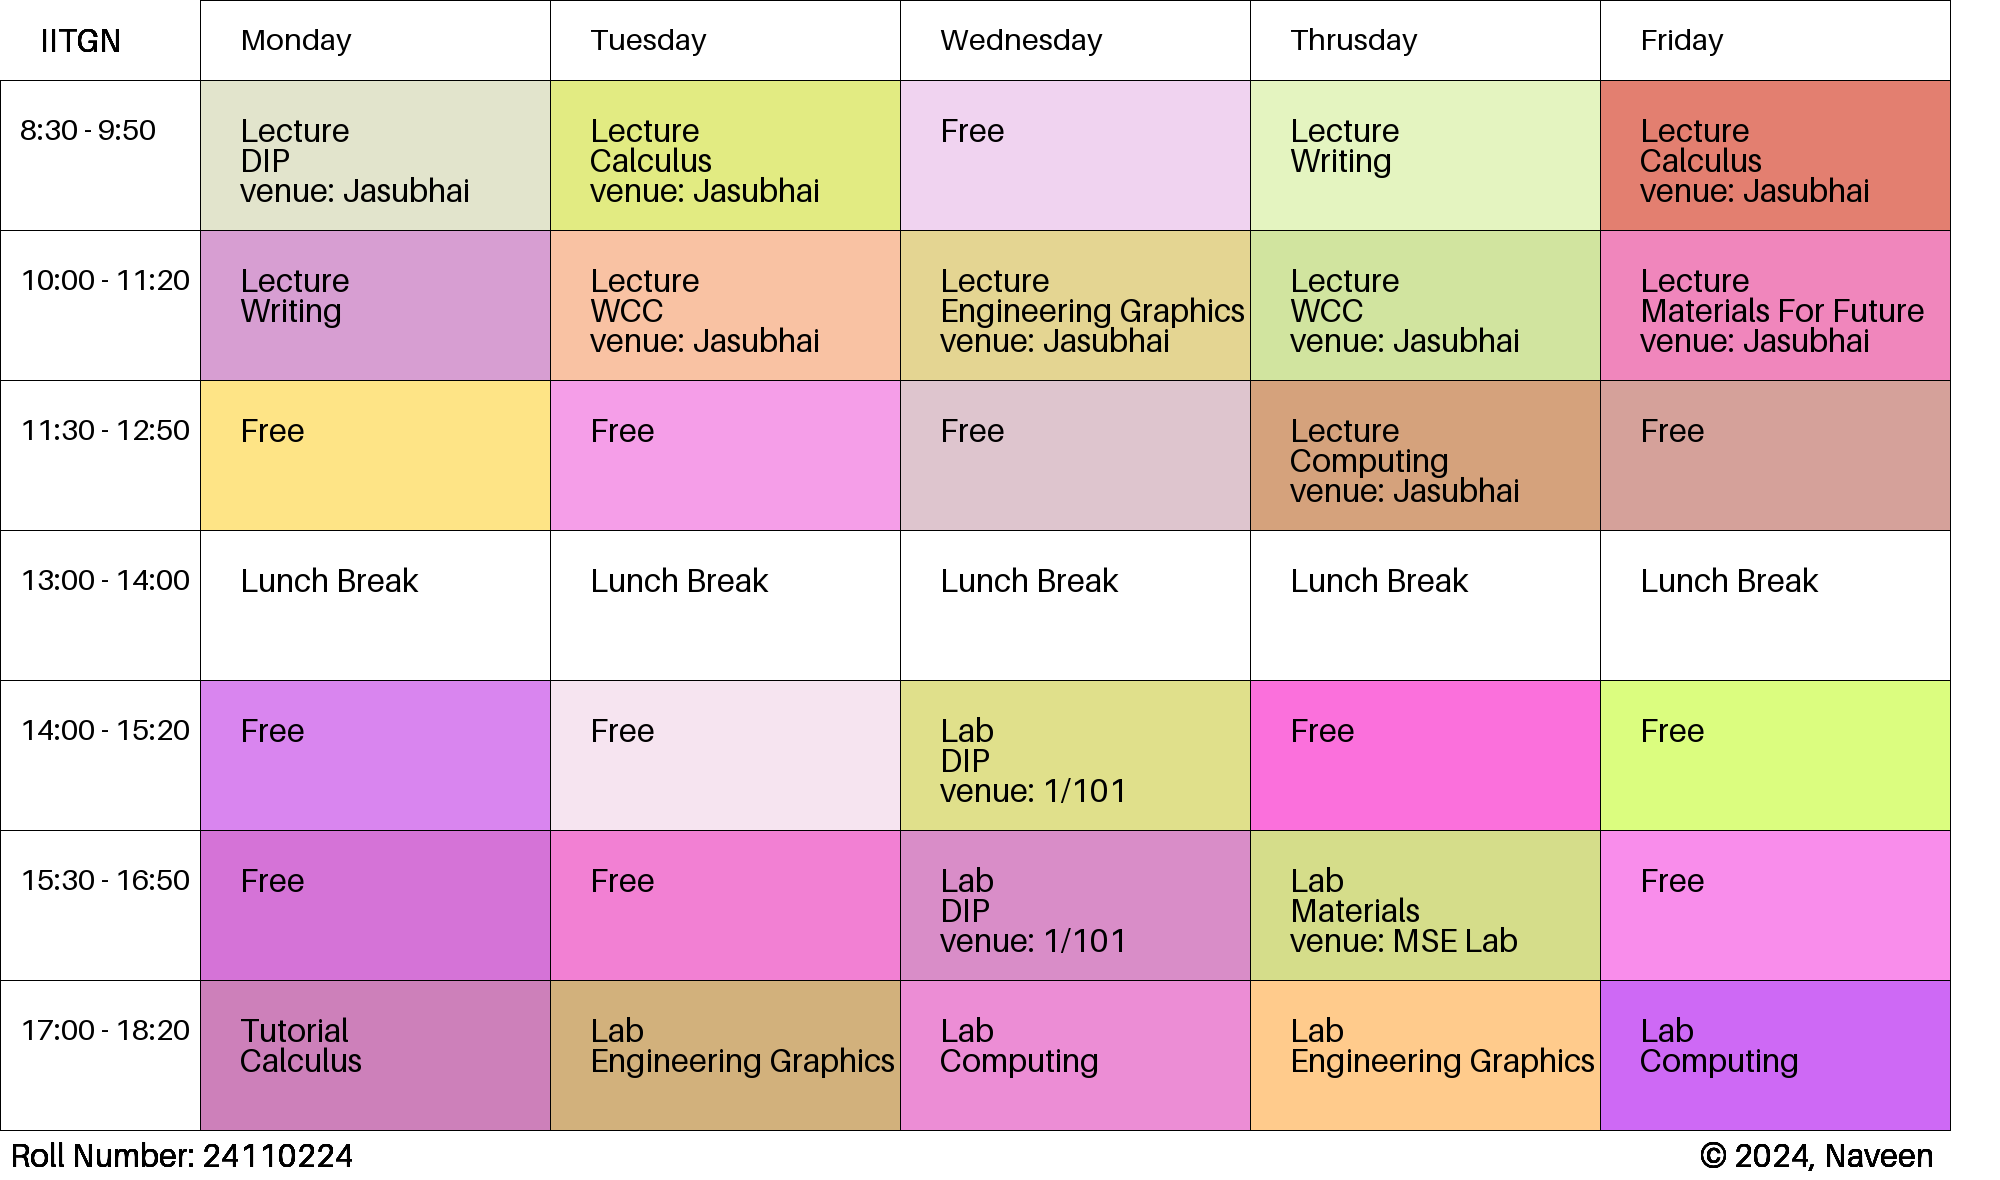 IITGN
Monday
Tuesday
Wednesday
Thrusday
Friday
8:30 - 9:50
Lecture
DIP
venue: Jasubhai
Lecture
Calculus
venue: Jasubhai
Free
Lecture
Writing
Lecture
Calculus
venue: Jasubhai
10:00 - 11:20
Lecture
Writing
Lecture
WCC
venue: Jasubhai
Lecture
Engineering Graphics
venue: Jasubhai
Lecture
WCC
venue: Jasubhai
Lecture
Materials For Future
venue: Jasubhai
11:30 - 12:50
Free
Free
Free
Lecture
Computing
venue: Jasubhai
Free
13:00 - 14:00
Lunch Break
Lunch Break
Lunch Break
Lunch Break
Lunch Break
14:00 - 15:20
Free
Free
Lab
DIP
venue: 1/101
Free
Free
15:30 - 16:50
Free
Free
Lab
DIP
venue: 1/101
Lab
Materials
venue: MSE Lab
Free
17:00 - 18:20
Tutorial
Calculus
Lab
Engineering Graphics
Lab
Computing
Lab
Engineering Graphics
Lab
Computing
Roll Number: 24110224
© 2024, Naveen